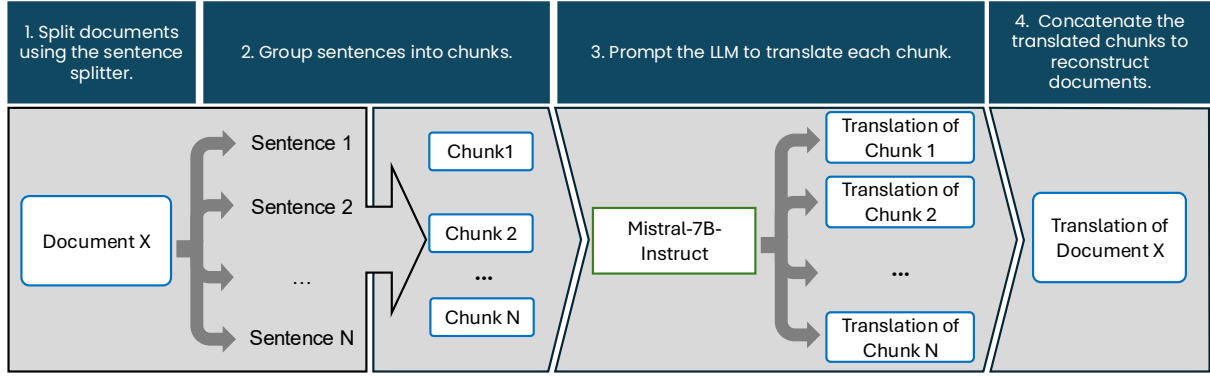 1. Split documents
using the sentence
splitter.
2. Group sentences into chunks.
3. Prompt the LLM to translate each chunk.
4. Concatenate the
translated chunks to
reconstruct
documents.
Document X
Sentence 1
Sentence 2
...
Sentence N
Chunk1
Chunk 2
...
Chunk N
Mistral-7B-
Instruct
Translation of
Chunk 1
Translation of
Chunk 2
...
Translation of
Chunk N
Translation of
Document X